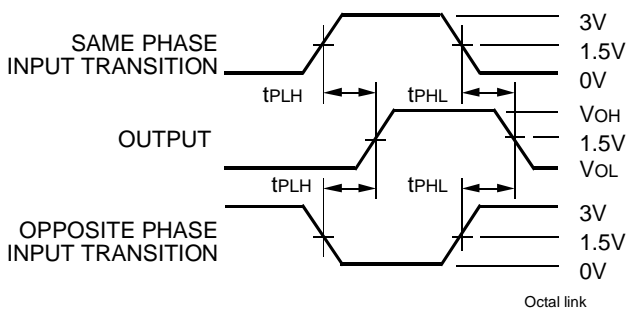 3V
SAME PHASE
INPUT TRANSITION
1.5V
0V
tPLH
tPHL
VOH
OUTPUT
1.5V
VOL
tPLH
tPHL
3V
OPPOSITE PHASE
INPUT TRANSITION
1.5V
0V
Octal link